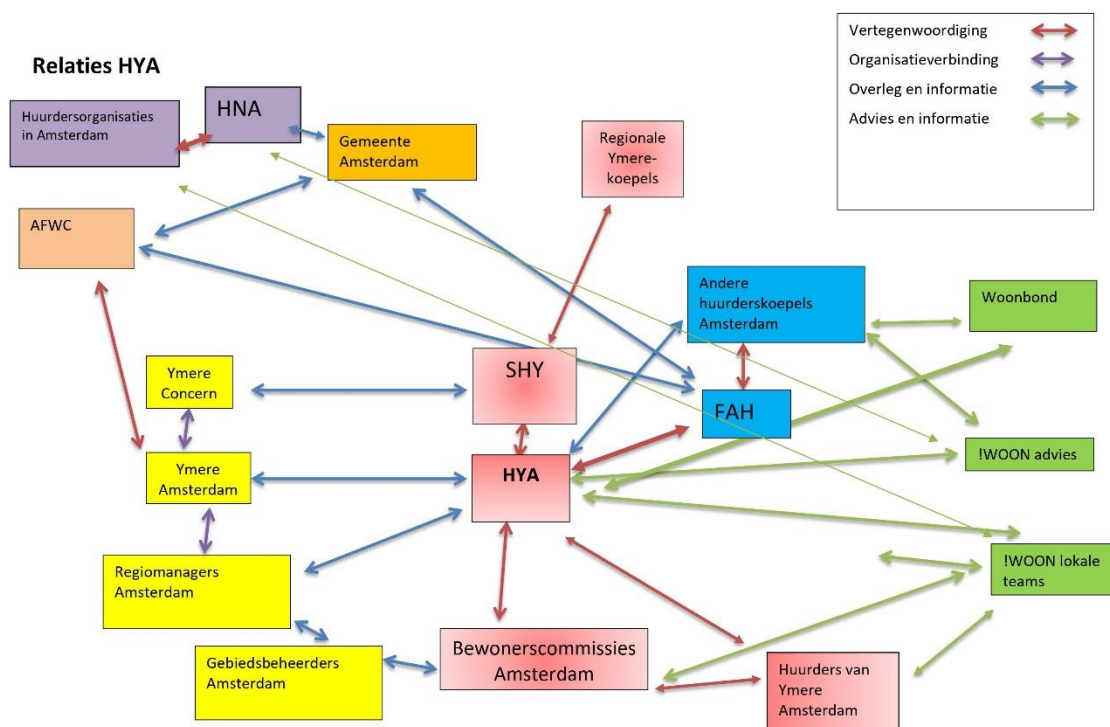 Relaties HYA
Vertegenwoordiging
Organisatieverbinding
Overleg en informatie
Advies en informatie
Huurdersorganisaties
in Amsterdam
HNA
Gemeente
Amsterdam
Regionale
Ymere-
koepels
AFWC
Andere
huurderskoepels
Amsterdam
Woonbond
Ymere
Concern
SHY
FAH
!WOON advies
Ymere
Amsterdam
HYA
Regiomanagers
Amsterdam
!WOON lokale
teams
Gebiedsbeheerders
Amsterdam
Bewonerscommissies
Amsterdam
Huurders van
Ymere
Amsterdam